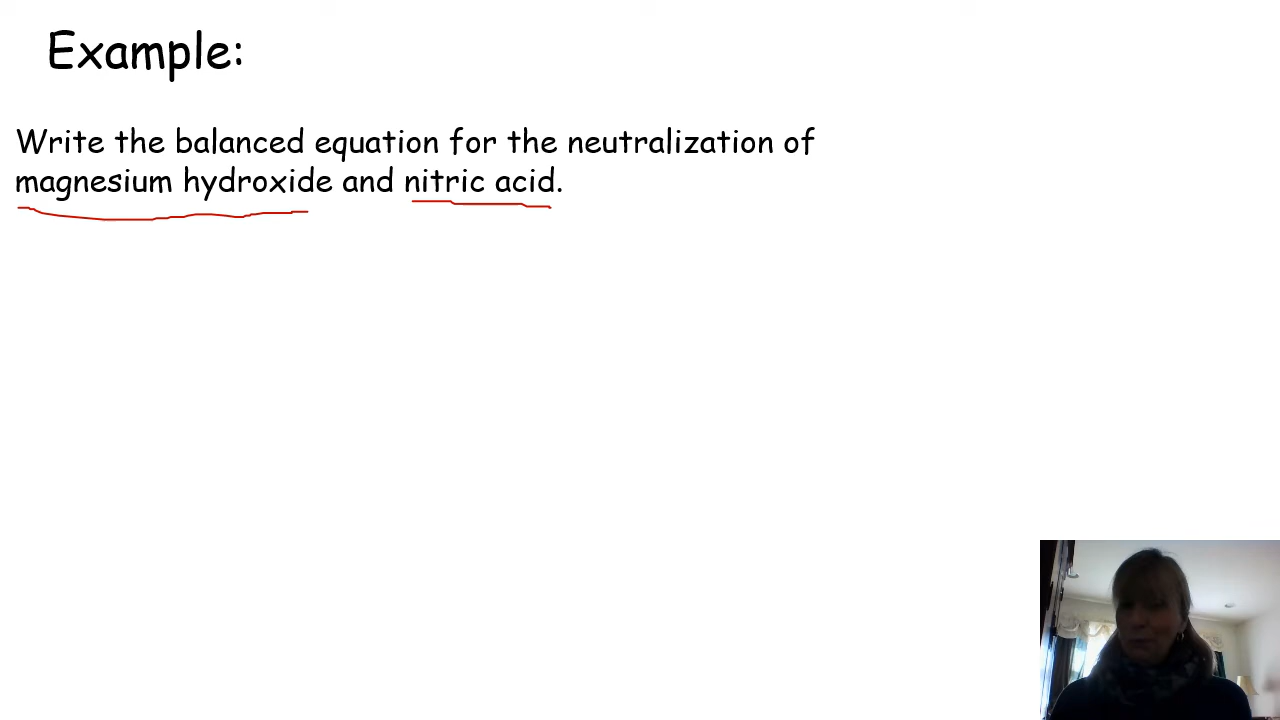 Example:
Write the balanced equation for the neutralization of
magnesium hydroxide and nitric acid.